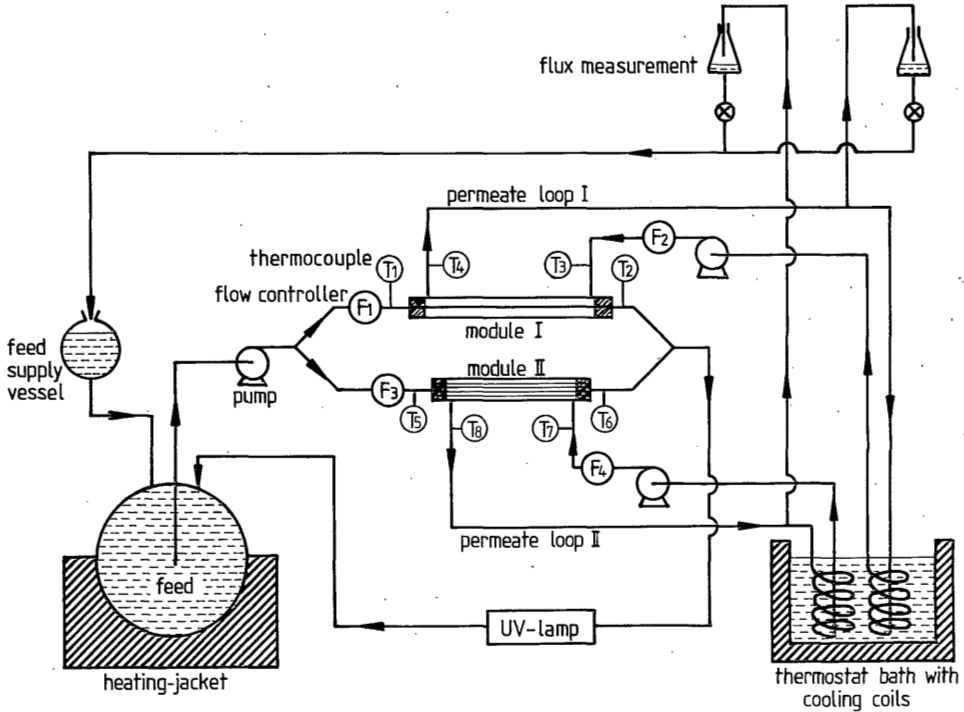 flux measurement
permeate loop I
thermocouple
T1
T4
T3
F2
T2
flow controller
F1
module I
feed
supply
vessel
pump
module II
F3
T5
T8
T7
T6
F4
permeate loop II
feed
UV-lamp
heating-jacket
thermostat bath with
cooling coils